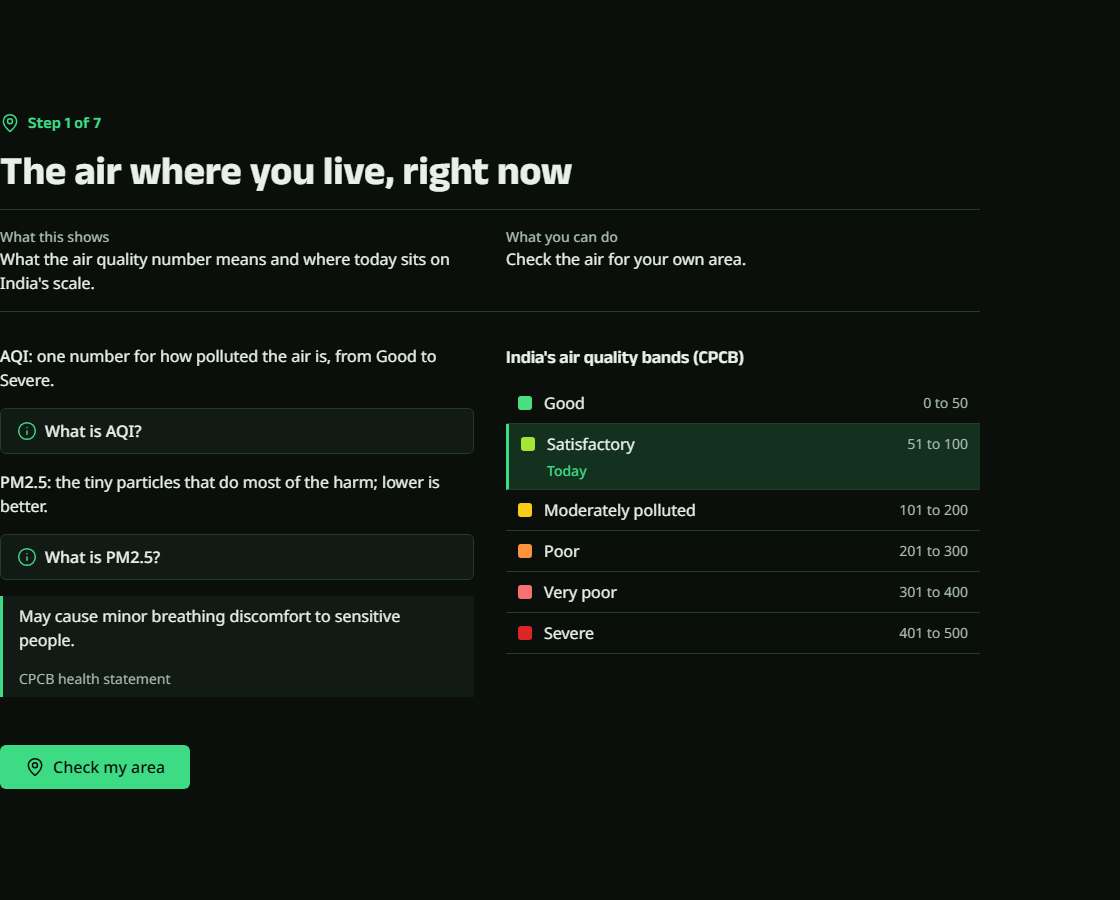 Step 1 of 7
The air where you live, right now
What this shows
What the air quality number means and where today sits on
India's scale.
What you can do
Check the air for your own area.
AQI: one number for how polluted the air is, from Good to
Severe.
What is AQI?
PM2.5: the tiny particles that do most of the harm; lower is
better.
What is PM2.5?
May cause minor breathing discomfort to sensitive
people.
CPCB health statement
India's air quality bands (CPCB)
Good 0 to 50
Satisfactory 51 to 100
Today
Moderately polluted 101 to 200
Poor 201 to 300
Very poor 301 to 400
Severe 401 to 500
Check my area